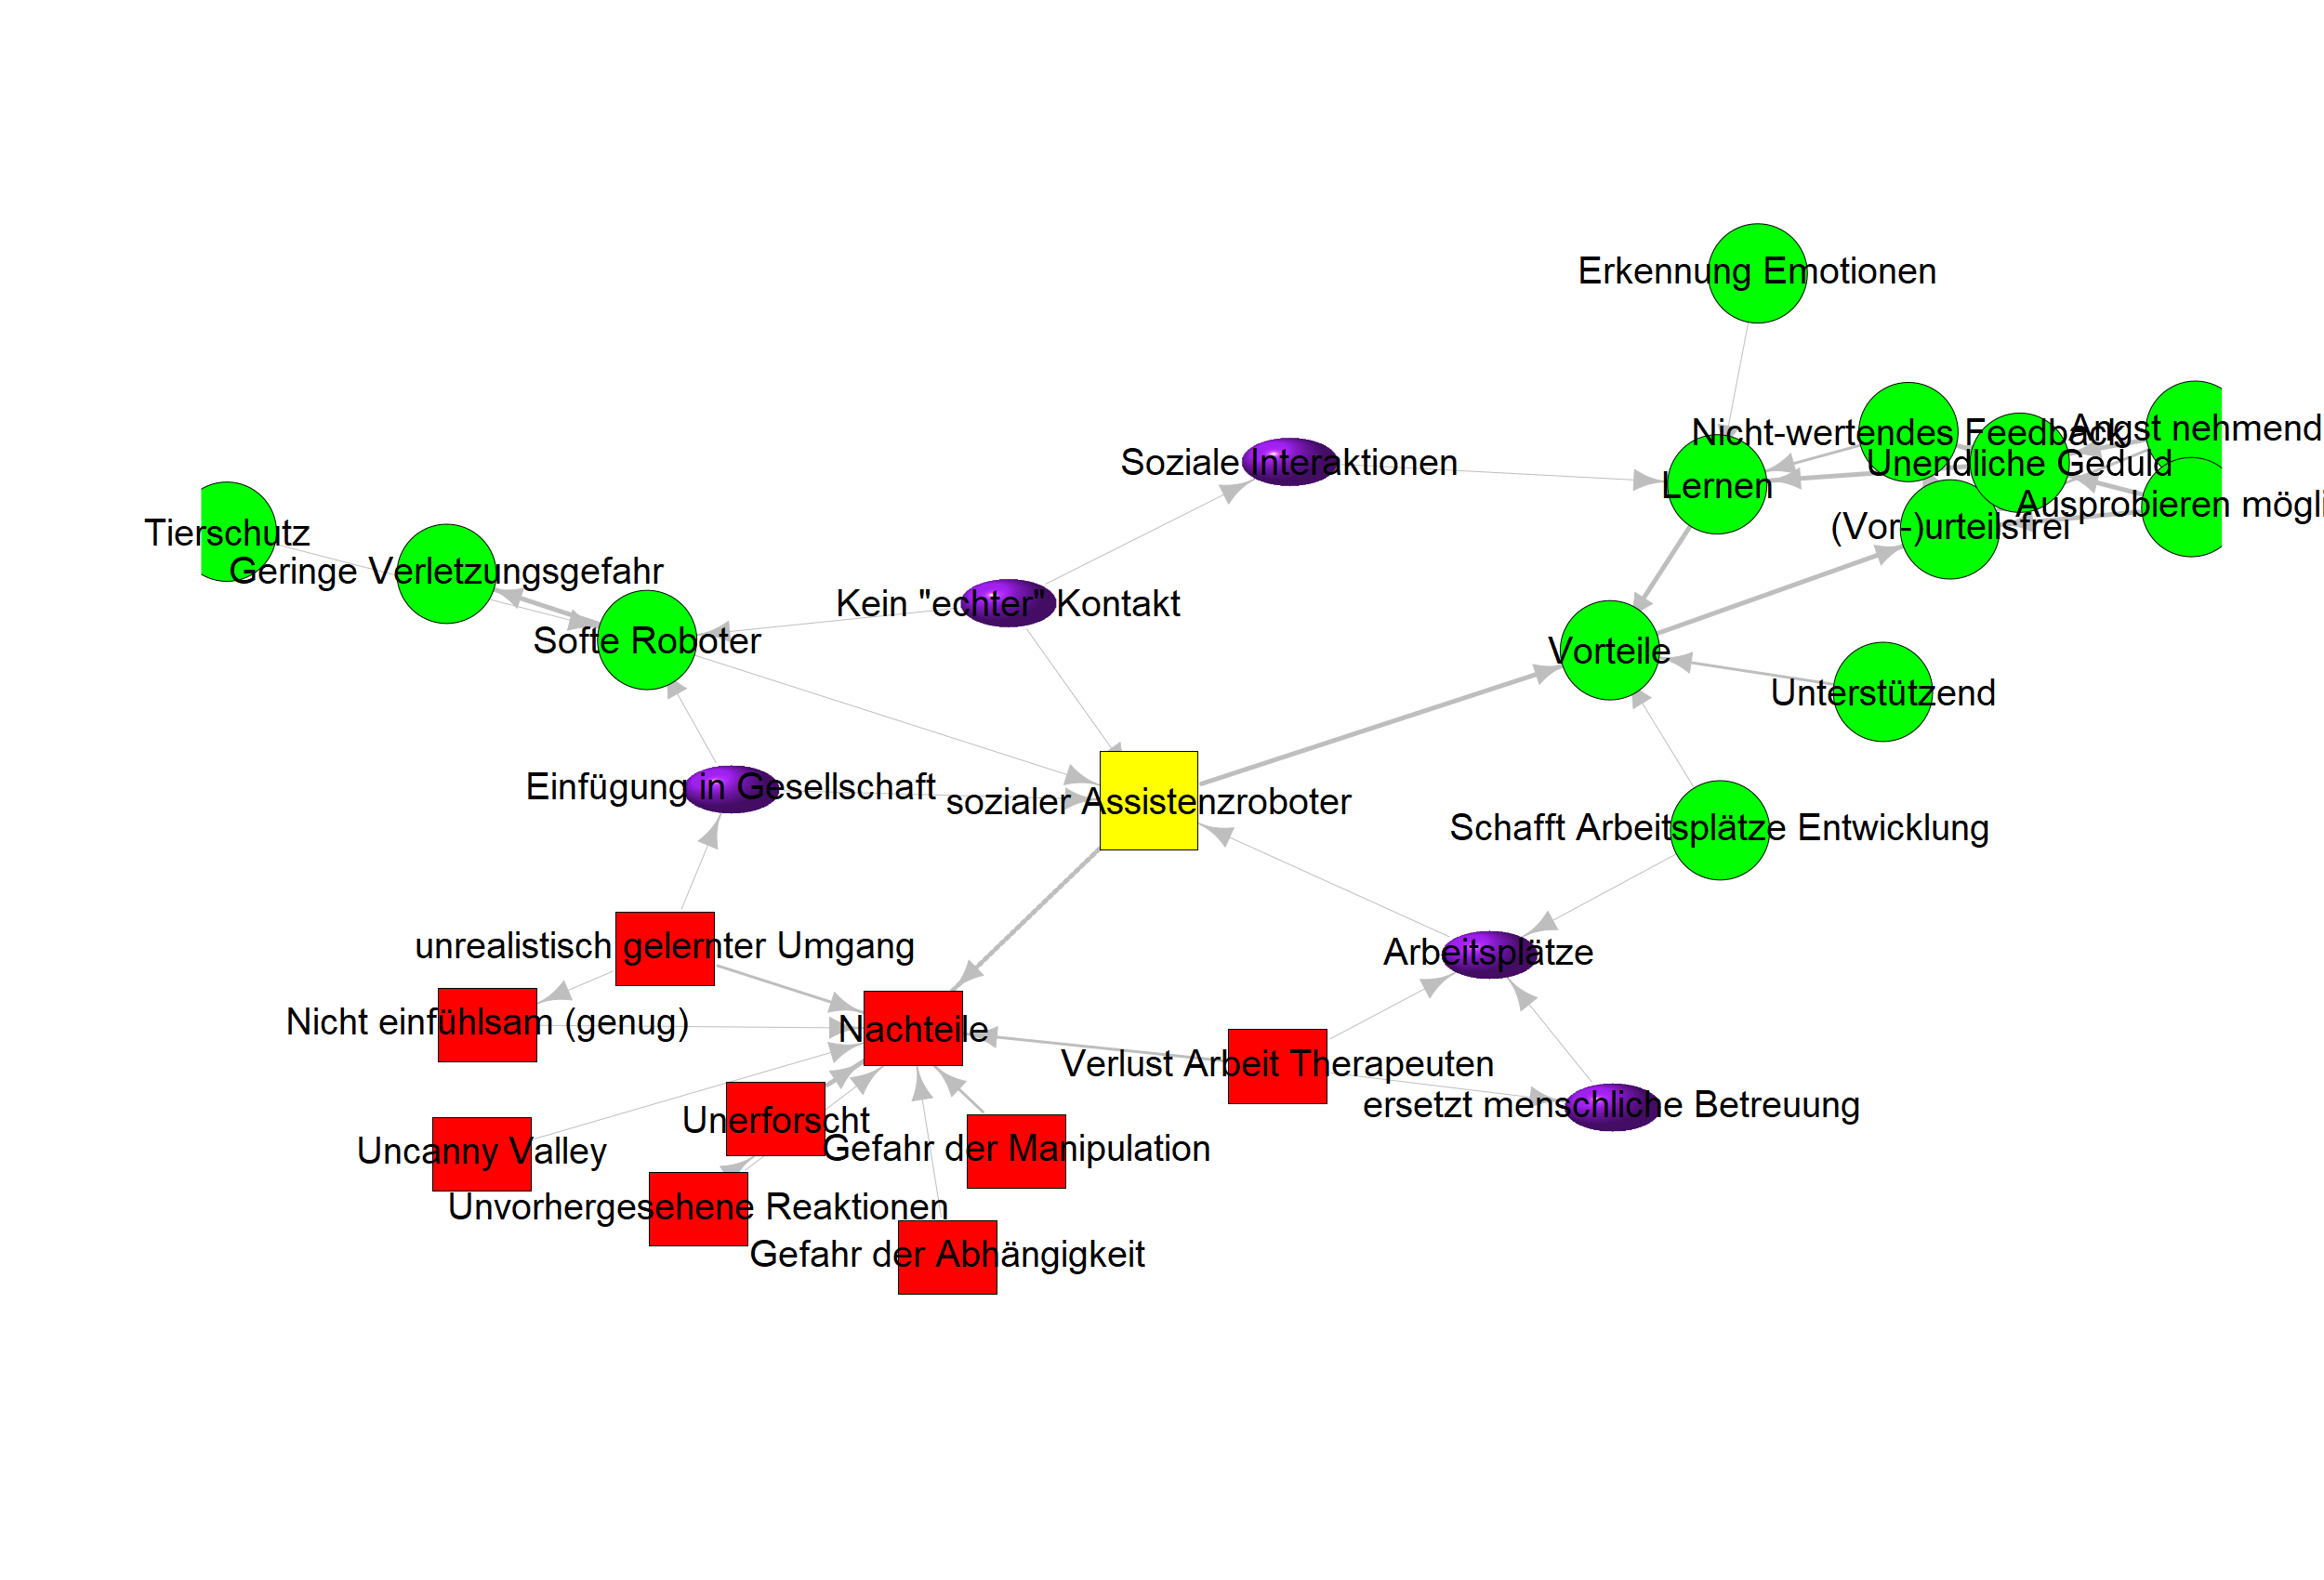 Erkennung Emotionen
Angst nehmend
Nicht-wertendes Feedback
Soziale Interaktionen
Unendliche Geduld
Lernen
Ausprobieren mögli
(Vor-)urteilsfrei
Tierschutz
Geringe Verletzungsgefahr
Kein "echter" Kontakt
Softe Roboter
Vorteile
Unterstützend
Einfügung in Gesellschaft
sozialer Assistenzroboter
Schafft Arbeitsplätze Entwicklung
unrealistisch gelernter Umgang
Arbeitsplätze
Nicht einfühlsam (genug)
Nachteile
Verlust Arbeit Therapeuten
ersetzt menschliche Betreuung
Unerforscht
Gefahr der Manipulation
Uncanny Valley
Unvorhergesehene Reaktionen
Gefahr der Abhängigkeit